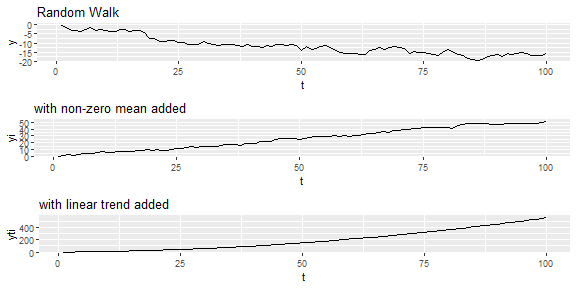 Random Walk
0
-5
-10
-15
-20
y
0 25 50 75 100
t
with non-zero mean added
50
40
30
20
10
0
yi
0 25 50 75 100
t
with linear trend added
400
200
0
yti
0 25 50 75 100
t